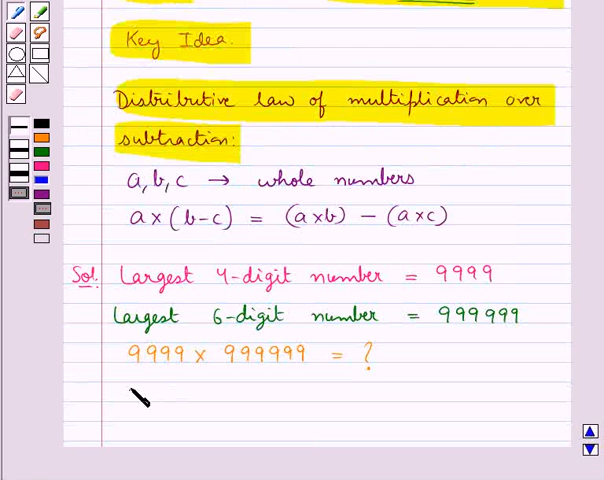 Key Idea.
Distributive law of multiplication over
subtraction:
a, b, c → whole numbers
a × (b - c) = (a × b) - (a × c)
Sol. Largest 4-digit number = 9999
Largest 6-digit number = 999999
9999 × 999999 = ?